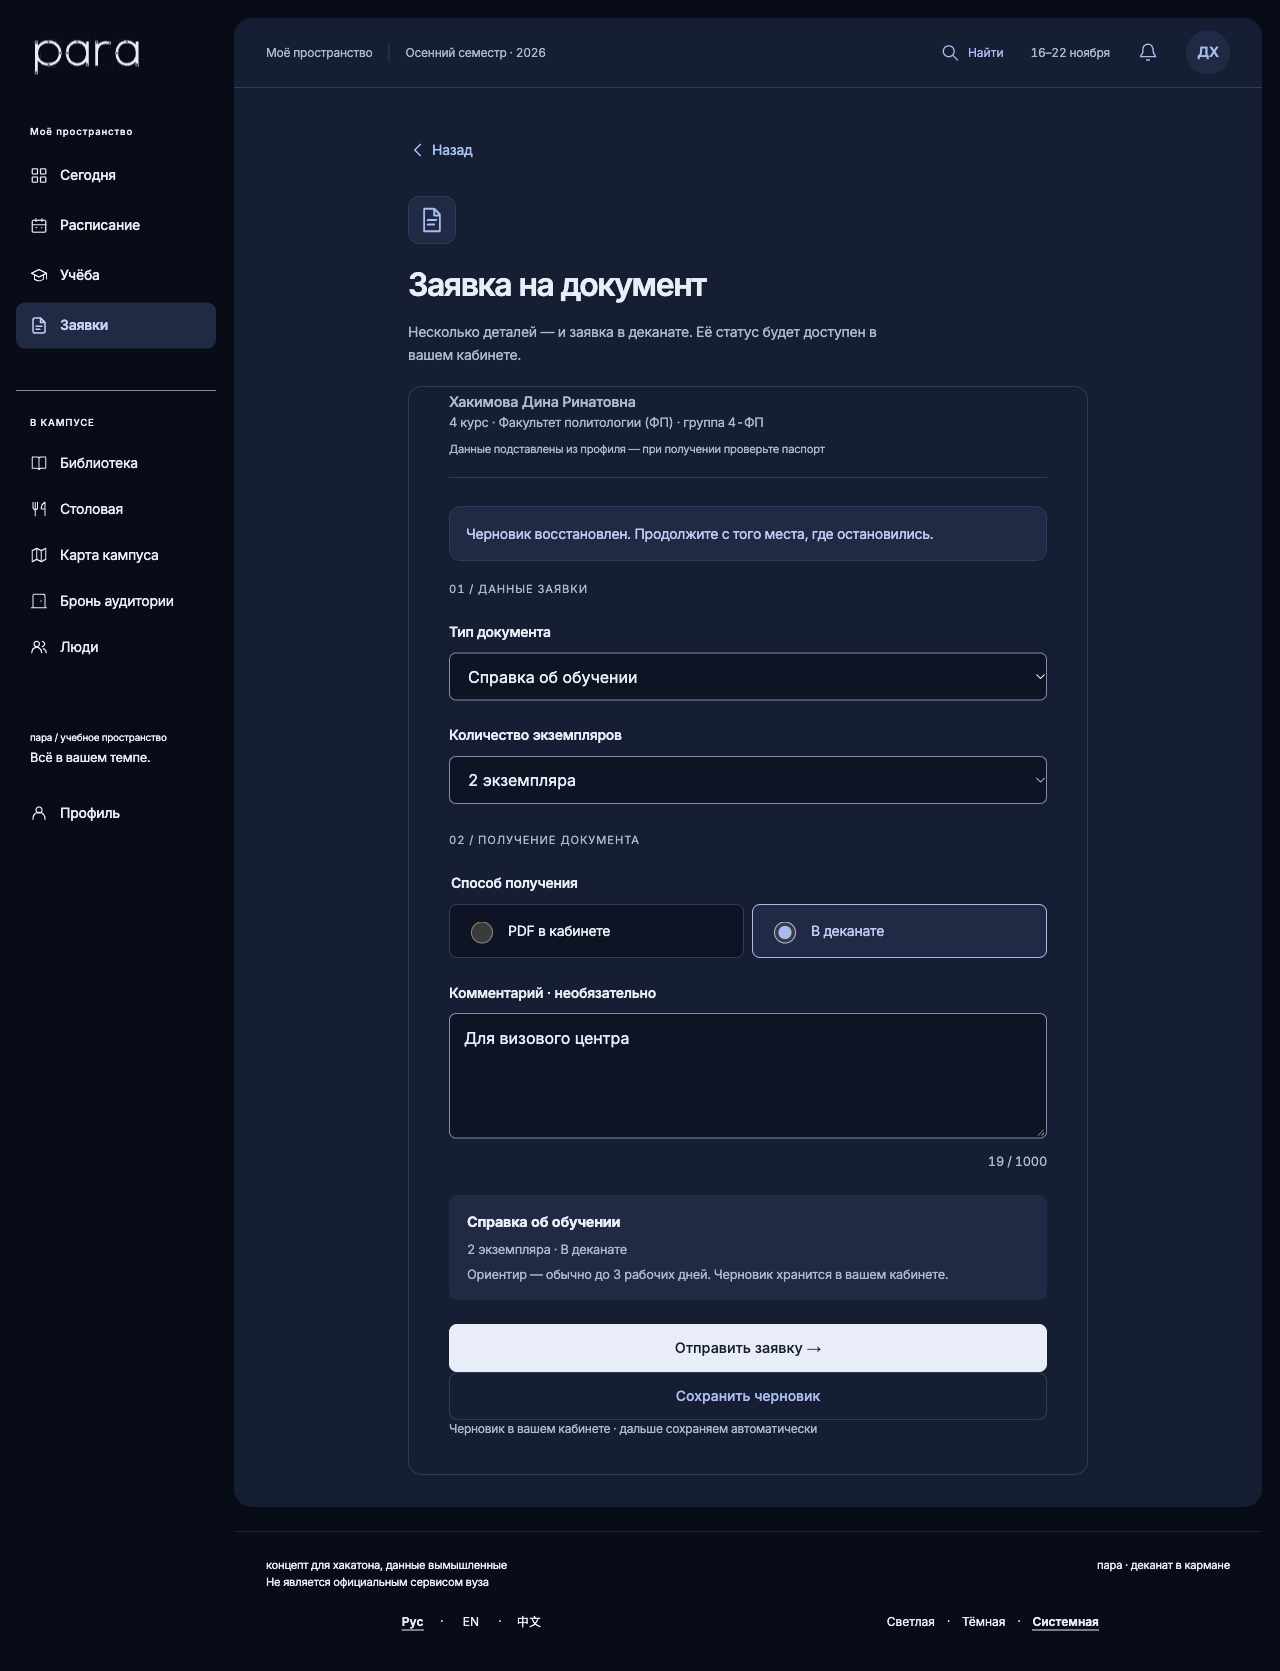 para
Моё пространство
Сегодня
Расписание
Учёба
Заявки
В КАМПУСЕ
Библиотека
Столовая
Карта кампуса
Бронь аудитории
Люди
пара / учебное пространство
Всё в вашем темпе.
Профиль
Моё пространство
Осенний семестр · 2026
Найти
16–22 ноября
ДХ
Назад
Заявка на документ
Несколько деталей — и заявка в деканате. Её статус будет доступен в
вашем кабинете.
Хакимова Дина Ринатовна
4 курс · Факультет политологии (ФП) · группа 4-ФП
Данные подставлены из профиля — при получении проверьте паспорт
Черновик восстановлен. Продолжите с того места, где остановились.
01 / ДАННЫЕ ЗАЯВКИ
Тип документа
Справка об обучении
Количество экземпляров
2 экземпляра
02 / ПОЛУЧЕНИЕ ДОКУМЕНТА
Способ получения
PDF в кабинете
В деканате
Комментарий · необязательно
Для визового центра
19 / 1000
Справка об обучении
2 экземпляра · В деканате
Ориентир — обычно до 3 рабочих дней. Черновик хранится в вашем кабинете.
Отправить заявку →
Сохранить черновик
Черновик в вашем кабинете · дальше сохраняем автоматически
концепт для хакатона, данные вымышленные
Не является официальным сервисом вуза
пара · деканат в кармане
Рус · EN · 中文
Светлая · Тёмная · Системная